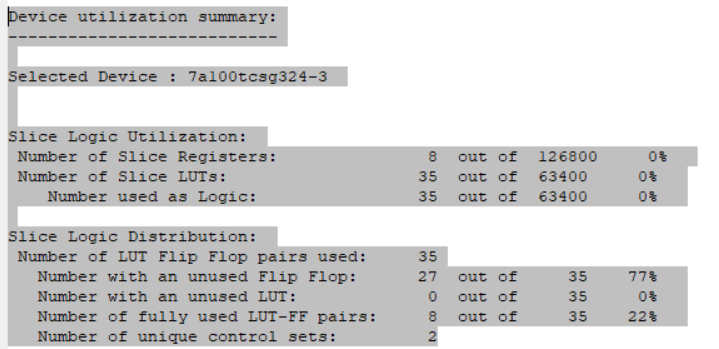 Device utilization summary:
---------------------------
Selected Device : 7a100tcsg324-3
Slice Logic Utilization:
Number of Slice Registers: 8 out of 126800 0%
Number of Slice LUTs: 35 out of 63400 0%
Number used as Logic: 35 out of 63400 0%
Slice Logic Distribution:
Number of LUT Flip Flop pairs used: 35
Number with an unused Flip Flop: 27 out of 35 77%
Number with an unused LUT: 0 out of 35 0%
Number of fully used LUT-FF pairs: 8 out of 35 22%
Number of unique control sets: 2